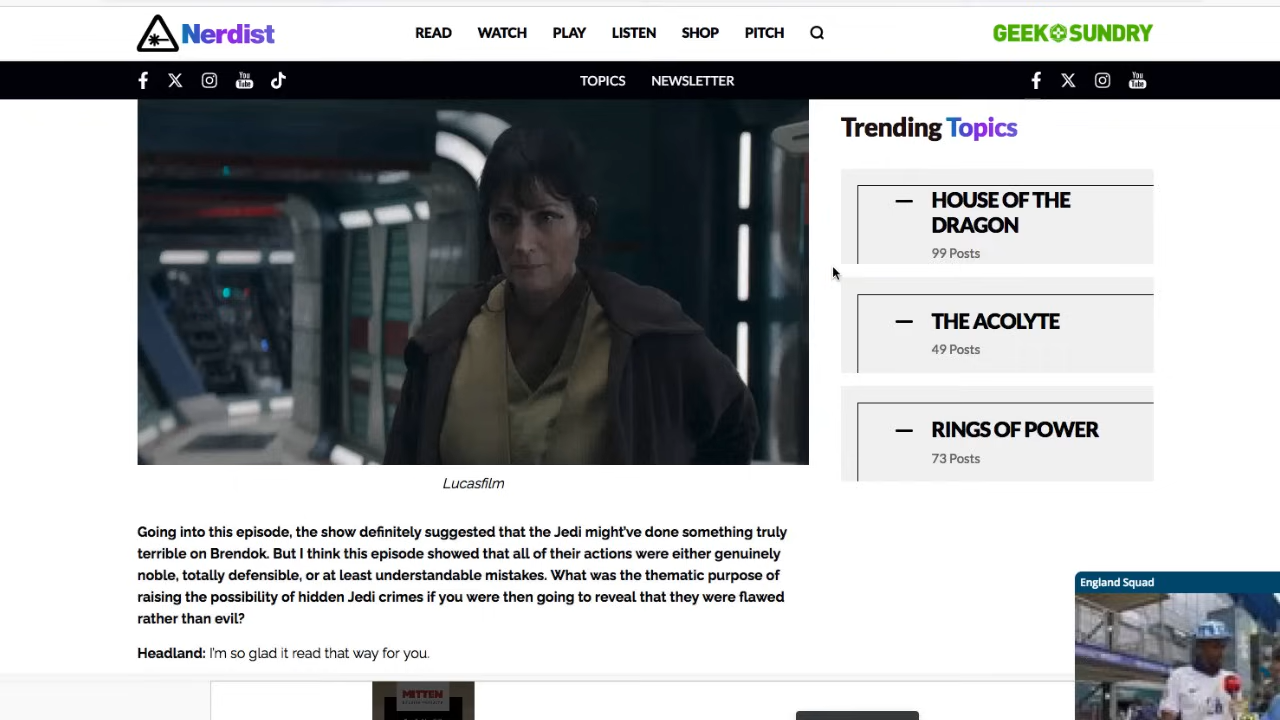 Nerdist
READ WATCH PLAY LISTEN SHOP PITCH
GEEK SUNDRY
You Tube
TOPICS NEWSLETTER
You Tube
Trending Topics
HOUSE OF THE
DRAGON
99 Posts
THE ACOLYTE
49 Posts
RINGS OF POWER
73 Posts
Lucasfilm
Going into this episode, the show definitely suggested that the Jedi might've done something truly
terrible on Brendok. But I think this episode showed that all of their actions were either genuinely
noble, totally defensible, or at least understandable mistakes. What was the thematic purpose of
raising the possibility of hidden Jedi crimes if you were then going to reveal that they were flawed
rather than evil?
Headland: I'm so glad it read that way for you.
England Squad
MITTEN